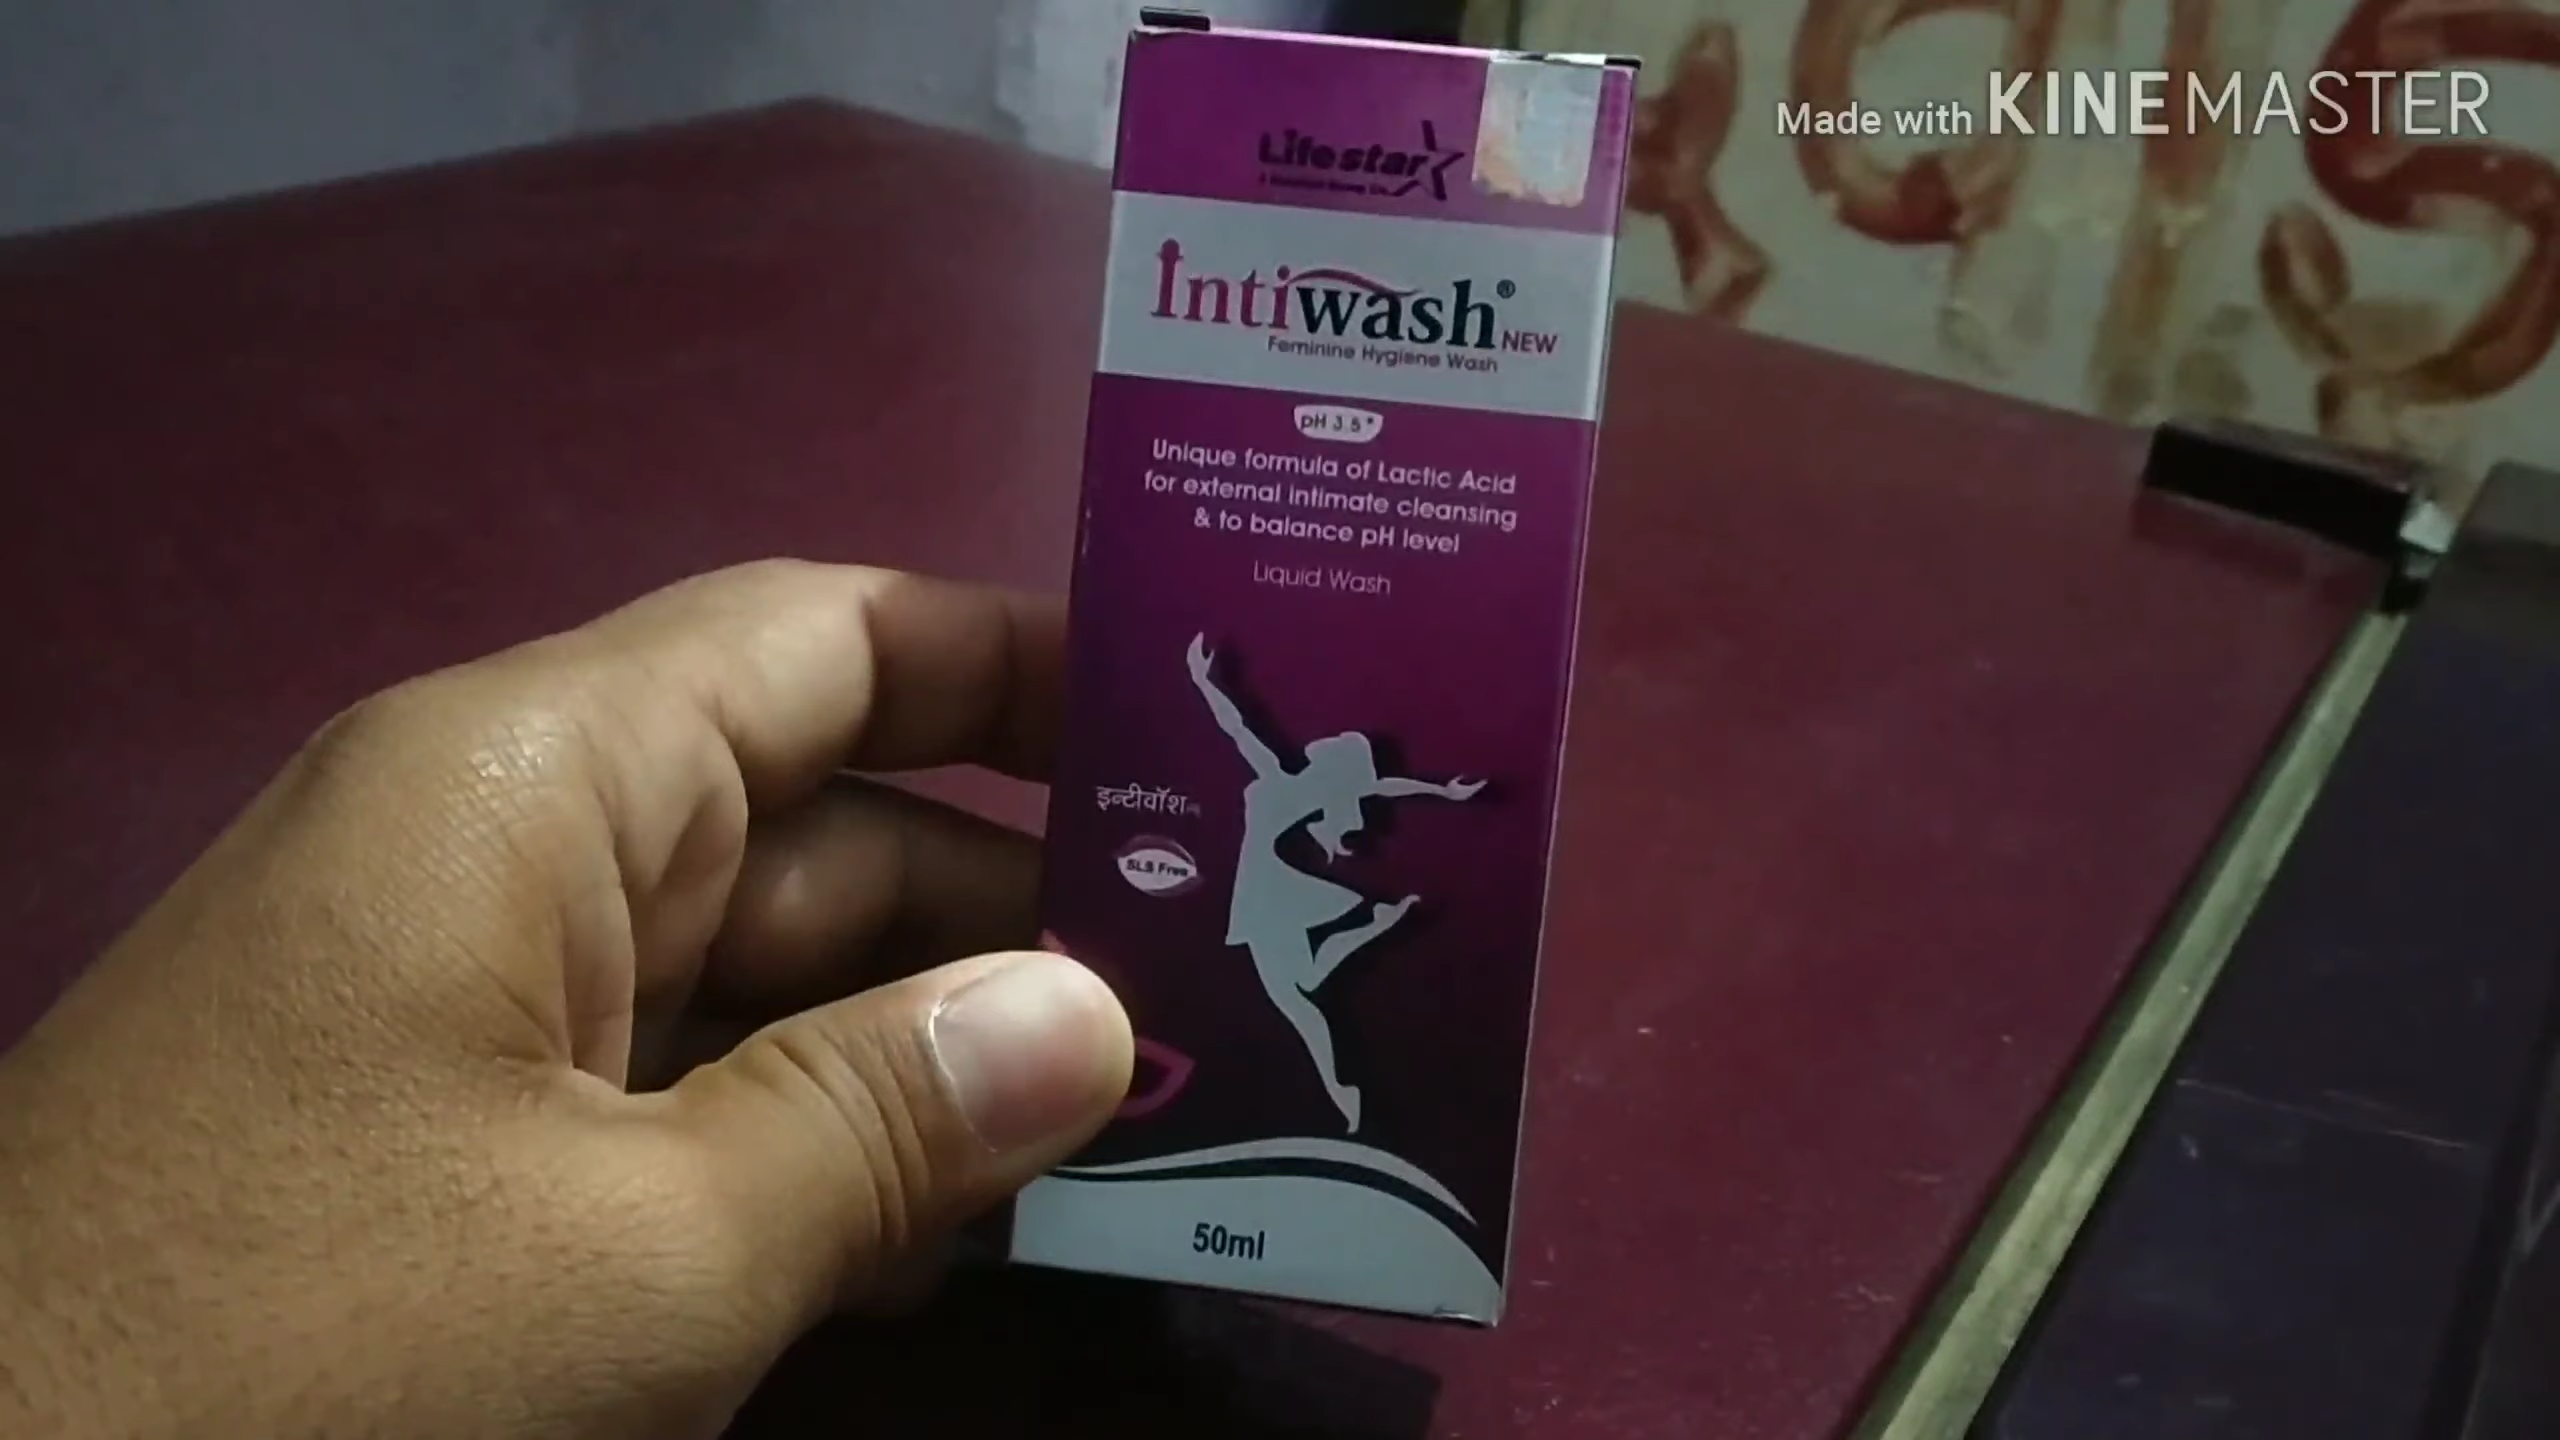 Made with KINEMASTER
Lifestar
Intiwash® NEW
Feminine Hygiene Wash
pH 3.5*
Unique formula of Lactic Acid
for external intimate cleansing
& to balance pH level
Liquid Wash
इन्टीवॉश
SLS Free
50ml